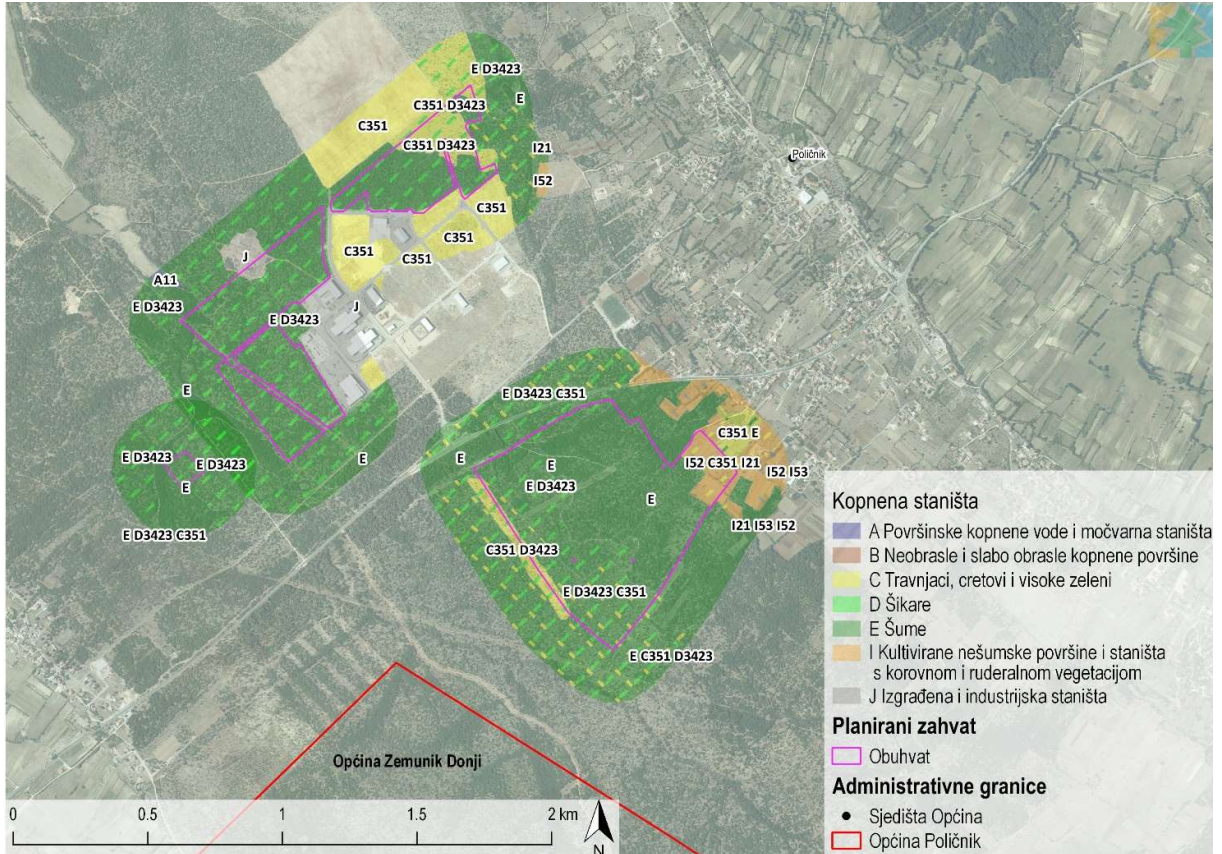 E D3423
C351 D3423
E
C351
C351 D3423
I21
Poličnik
I52
C351
C351
C351
C351
J
A11
E D3423
E D3423
J
E
E D3423 C351
C351 E
E
E
E D3423
E
E D3423
I52 C351 I21
I52 I53
E D3423
E
E
E D3423 C351
I21 I53 I52
C351 D3423
E D3423 C351
E C351 D3423
Općina Zemunik Donji
0 0.5 1 1.5 2 km
N
Kopnena staništa
A Površinske kopnene vode i močvarna staništa
B Neobrasle i slabo obrasle kopnene površine
C Travnjaci, cretovi i visoke zeleni
D Šikare
E Šume
I Kultivirane nešumske površine i staništa
s korovnom i ruderalnom vegetacijom
J Izgrađena i industrijska staništa
Planirani zahvat
Obuhvat
Administrativne granice
Sjedišta Općina
Općina Poličnik